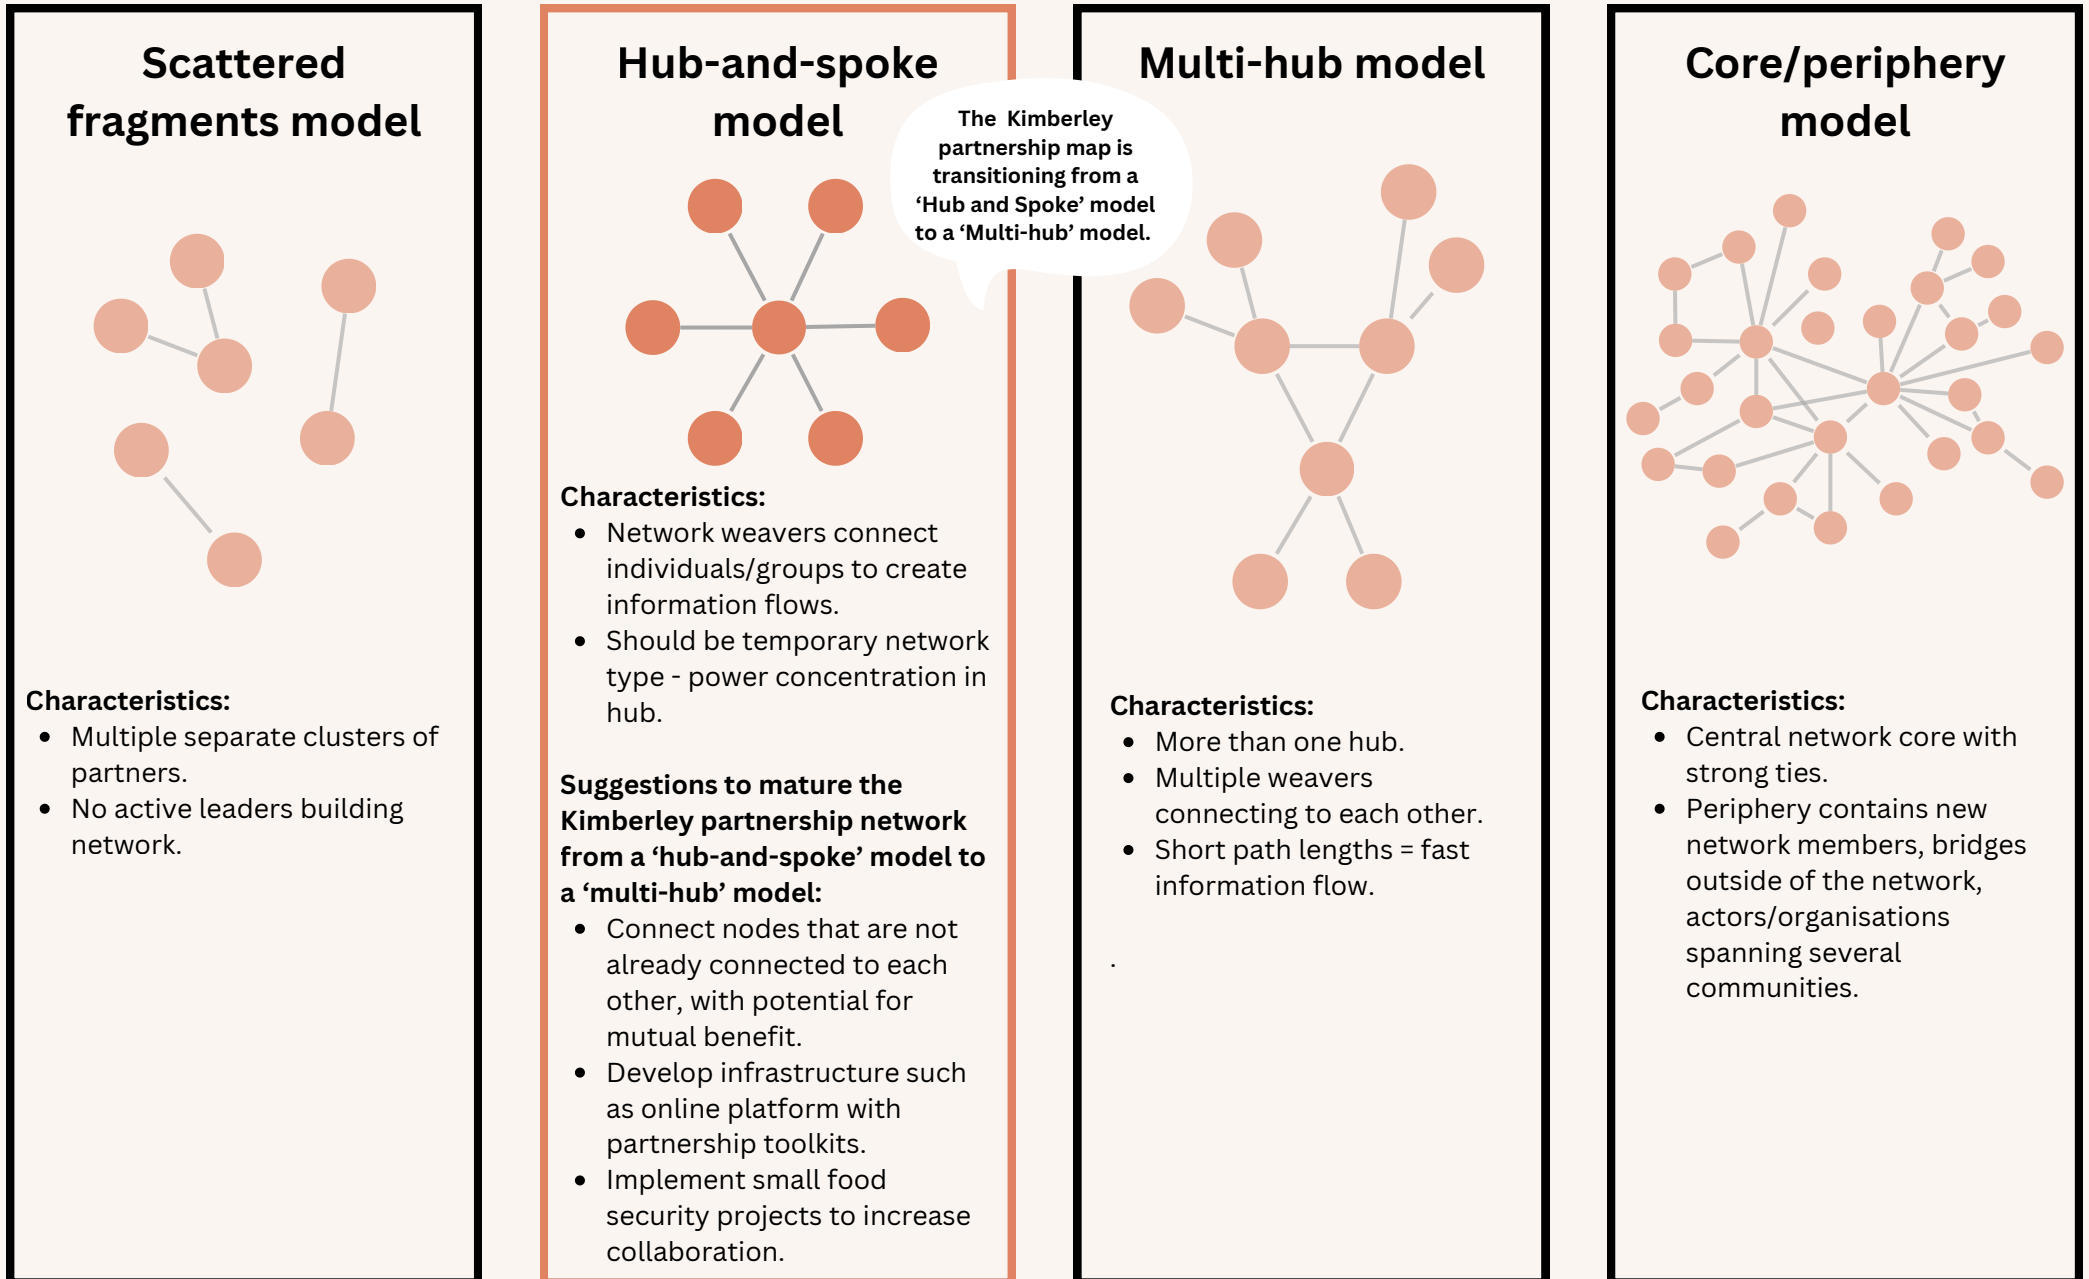 Scattered
fragments model
Characteristics:
• Multiple separate clusters of
partners.
• No active leaders building
network.
Hub-and-spoke
model
The Kimberley
partnership map is
transitioning from a
‘Hub and Spoke’ model
to a ‘Multi-hub’ model.
Characteristics:
• Network weavers connect
individuals/groups to create
information flows.
• Should be temporary network
type - power concentration in
hub.
Suggestions to mature the
Kimberley partnership network
from a ‘hub-and-spoke’ model to
a ‘multi-hub’ model:
• Connect nodes that are not
already connected to each
other, with potential for
mutual benefit.
• Develop infrastructure such
as online platform with
partnership toolkits.
• Implement small food
security projects to increase
collaboration.
Multi-hub model
Characteristics:
• More than one hub.
• Multiple weavers
connecting to each other.
• Short path lengths = fast
information flow.
.
Core/periphery
model
Characteristics:
• Central network core with
strong ties.
• Periphery contains new
network members, bridges
outside of the network,
actors/organisations
spanning several
communities.